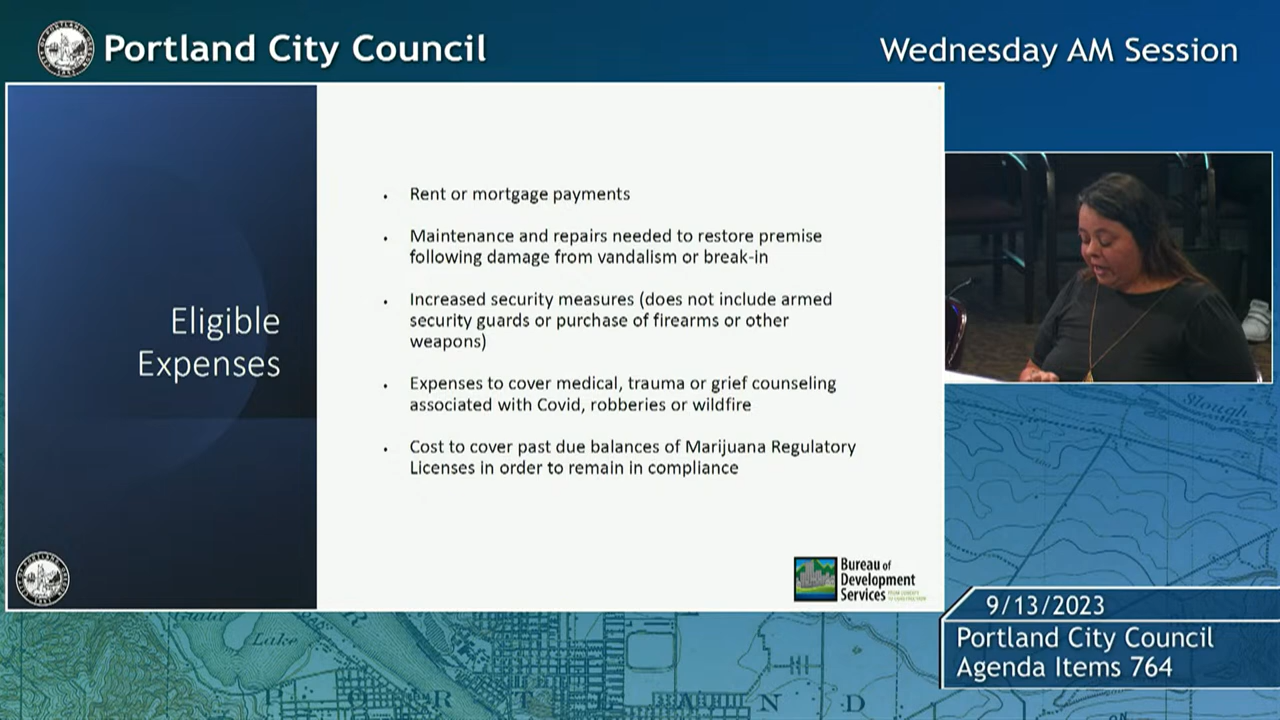 Portland City Council
Wednesday AM Session
Eligible
Expenses
• Rent or mortgage payments
• Maintenance and repairs needed to restore premise
following damage from vandalism or break-in
• Increased security measures (does not include armed
security guards or purchase of firearms or other
weapons)
• Expenses to cover medical, trauma or grief counseling
associated with Covid, robberies or wildfire
• Cost to cover past due balances of Marijuana Regulatory
Licenses in order to remain in compliance
Bureau of
Development
Services
Slough
9/13/2023
Portland City Council
Agenda Items 764
Guild
Lake
R T L A N D
ON